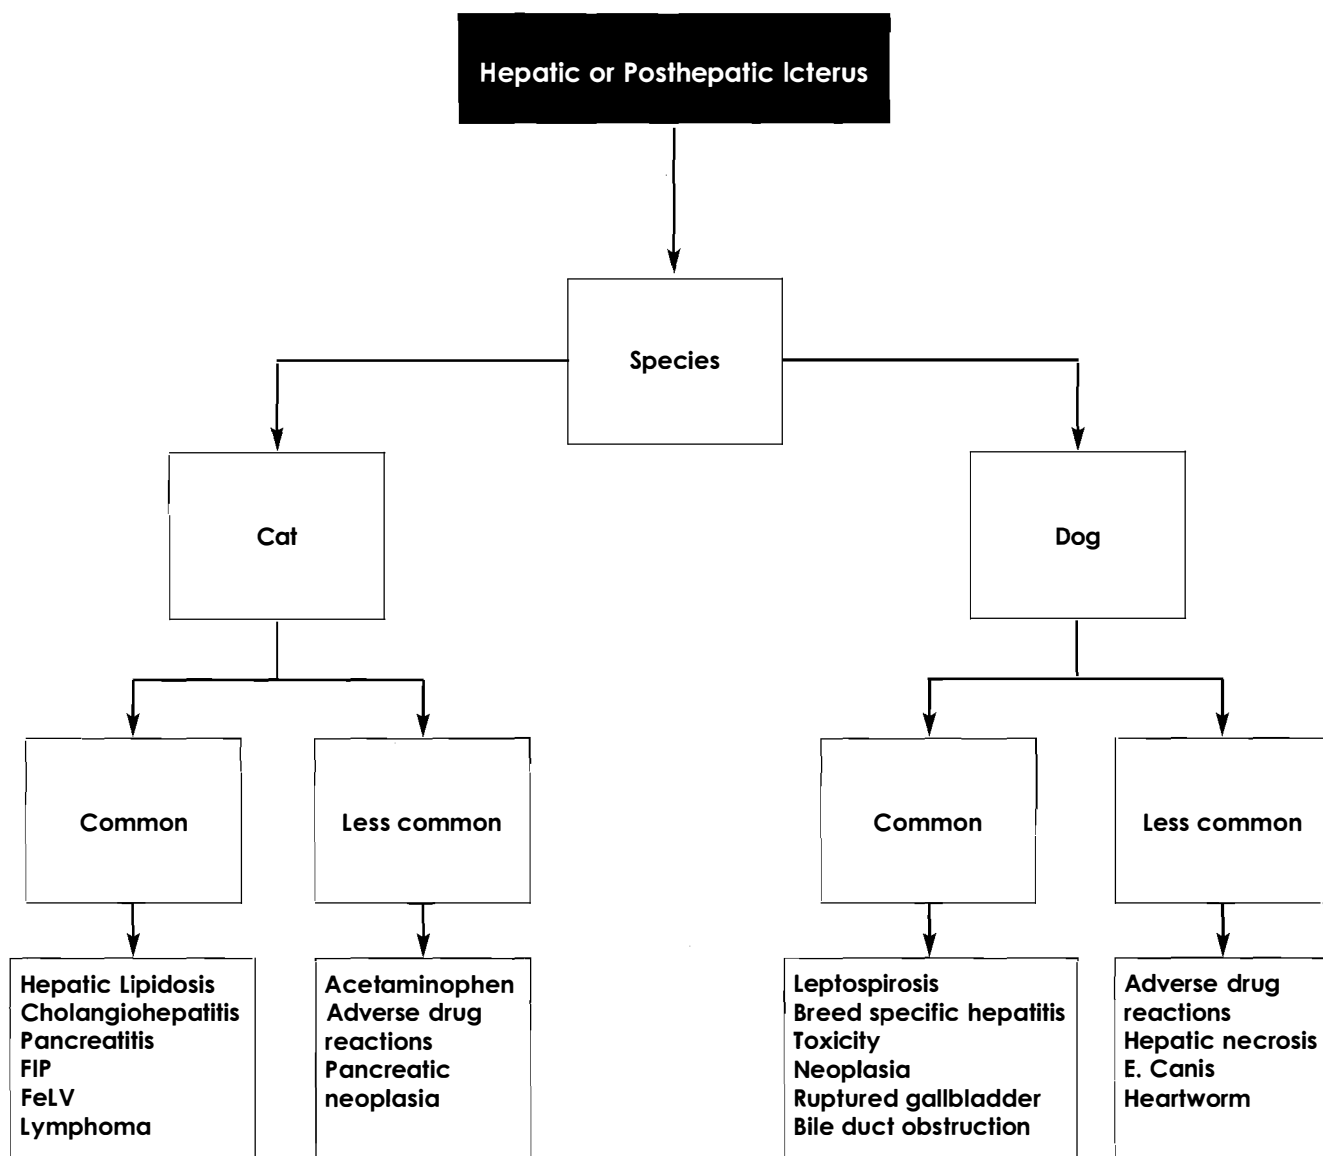 Hepatic or Posthepatic Icterus
Species
Cat
Dog
Common
Less common
Common
Less common
Hepatic Lipidosis
Cholangiohepatitis
Pancreatitis
FIP
FeLV
Lymphoma
Acetaminophen
Adverse drug
reactions
Pancreatic
neoplasia
Leptospirosis
Breed specific hepatitis
Toxicity
Neoplasia
Ruptured gallbladder
Bile duct obstruction
Adverse drug
reactions
Hepatic necrosis
E. Canis
Heartworm